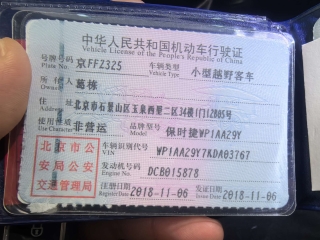 中华人民共和国机动车行驶证
Vehicle License of the People's Republic of China
号牌号码 京FF2325 车辆类型 小型越野客车
Plate No. Vehicle Type
所有人 葛栋
Owner
住址 北京市石景山区玉泉西里二区34楼1门12B05号
Address
使用性质 非营运 品牌型号 保时捷WP1AA29Y
Use Character Model
北京市公 车辆识别代号 WP1AA29Y7KDA03767
VIN
安局公安 发动机号码 DCB015878
Engine No.
交通管理局 注册日期 2018-11-06 发证日期 2018-11-06
Register Date Issue Date